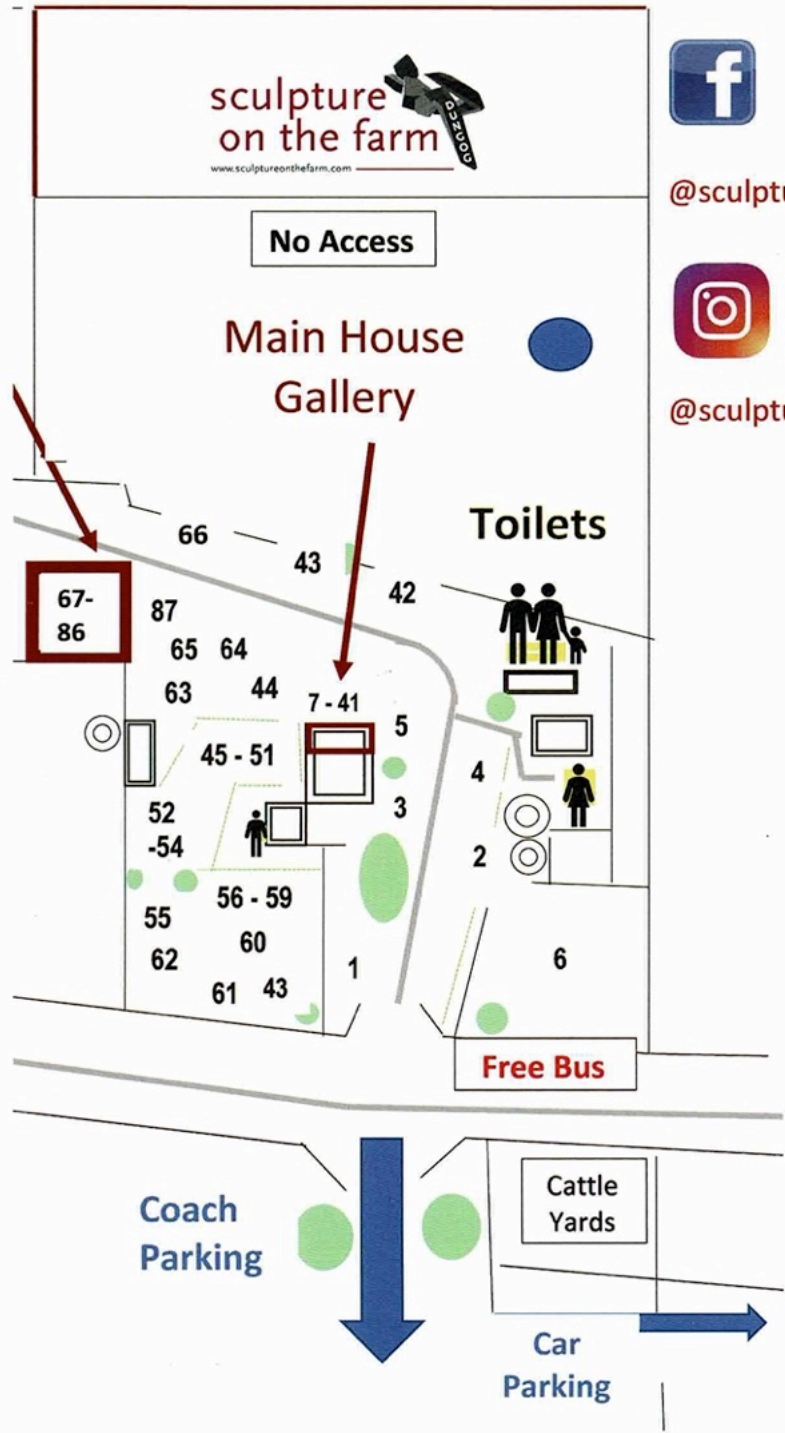 sculpture
on the farm
DUNGOG
www.sculptureonthefarm.com
f
@sculptu
No Access
Main House
Gallery
@sculptu
Toilets
66
43
42
67-
86
87
65 64
63
44
7 - 41
5
45 - 51
4
3
52
-54
2
56 - 59
55
60
62
61
43
1
6
Free Bus
Coach
Parking
Cattle
Yards
Car
Parking